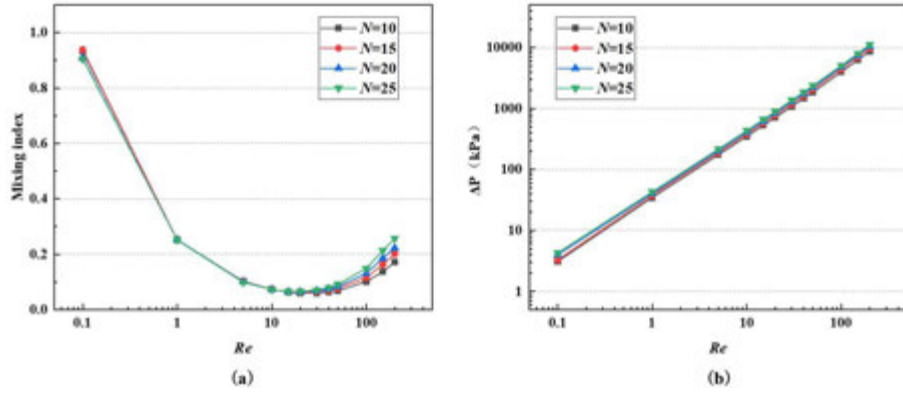 1.0
0.8
0.6
0.4
0.2
0.0
Mixing index
N=10
N=15
N=20
N=25
0.1 1 10 100
Re
(a)
10000
1000
100
10
1
ΔP（kPa）
N=10
N=15
N=20
N=25
0.1 1 10 100
Re
(b)